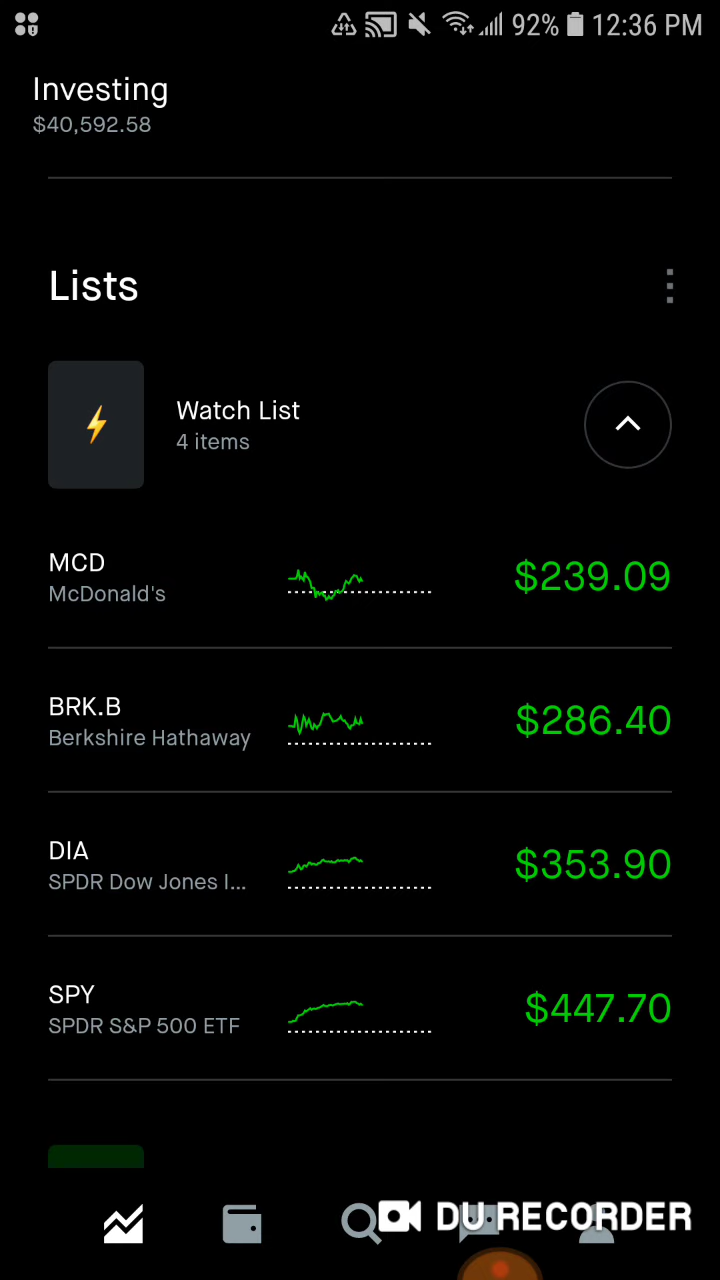 92% 12:36 PM
Investing
$40,592.58
Lists
Watch List
4 items
MCD
McDonald's
$239.09
BRK.B
Berkshire Hathaway
$286.40
DIA
SPDR Dow Jones I...
$353.90
SPY
SPDR S&P 500 ETF
$447.70
DU RECORDER